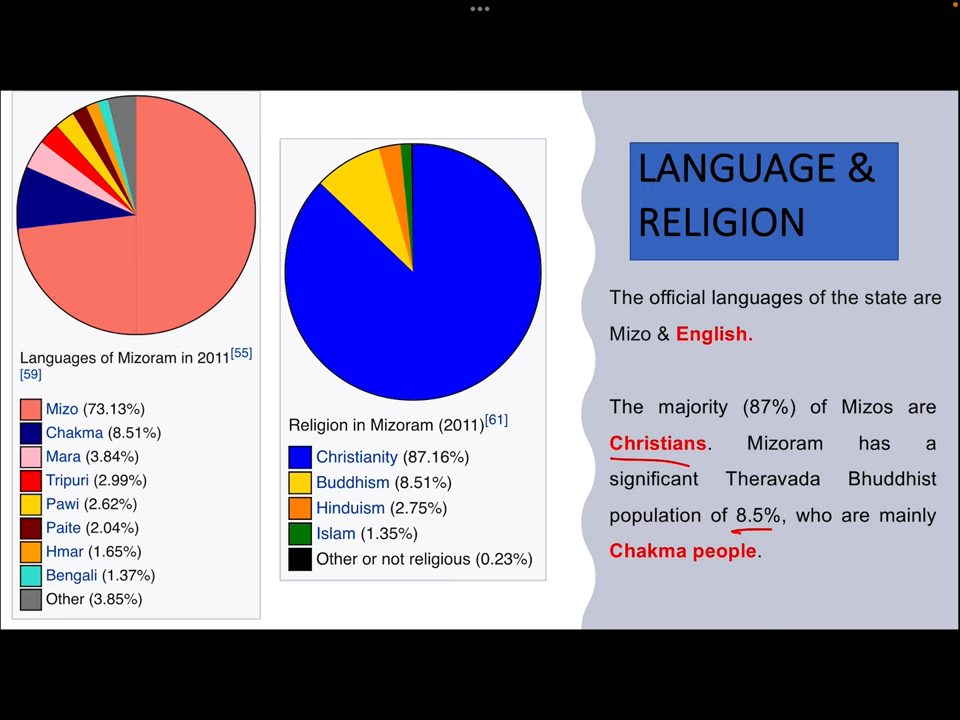 Languages of Mizoram in 2011[55]
[59]
Mizo (73.13%)
Chakma (8.51%)
Mara (3.84%)
Tripuri (2.99%)
Pawi (2.62%)
Paite (2.04%)
Hmar (1.65%)
Bengali (1.37%)
Other (3.85%)
Religion in Mizoram (2011)[61]
Christianity (87.16%)
Buddhism (8.51%)
Hinduism (2.75%)
Islam (1.35%)
Other or not religious (0.23%)
LANGUAGE &
RELIGION
The official languages of the state are
Mizo & English.
The majority (87%) of Mizos are
Christians. Mizoram has a
significant Theravada Bhuddhist
population of 8.5%, who are mainly
Chakma people.